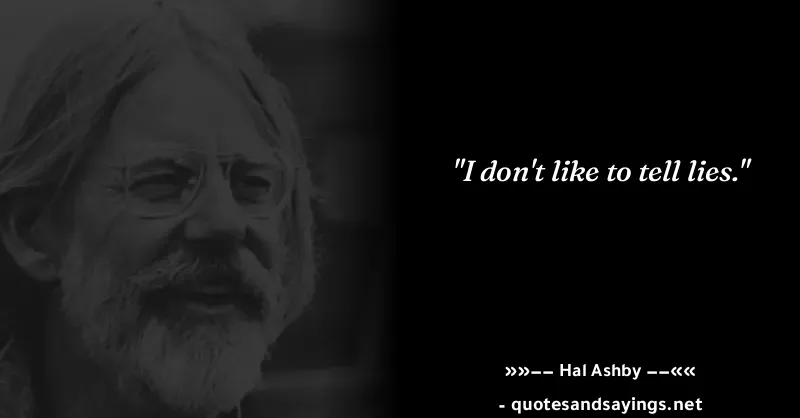 "I don't like to tell lies."
»»—— Hal Ashby ——««
- quotesandsayings.net